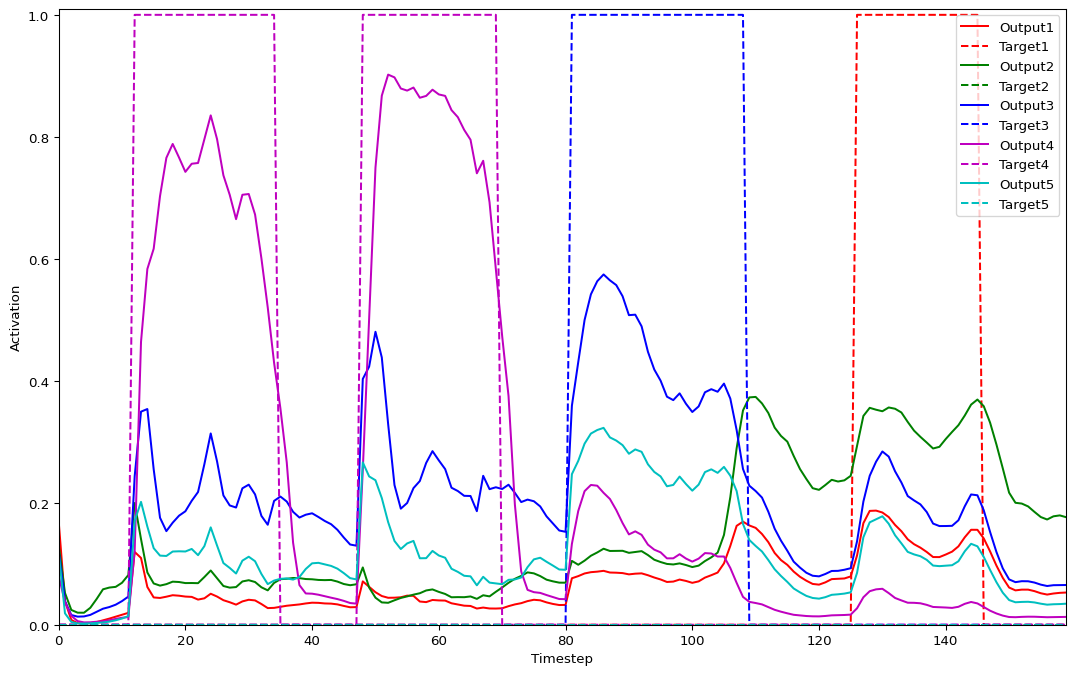 1.0
0.8
0.6
0.4
0.2
0.0
Activation
0 20 40 60 80 100 120 140
Timestep
Output1
Target1
Output2
Target2
Output3
Target3
Output4
Target4
Output5
Target5